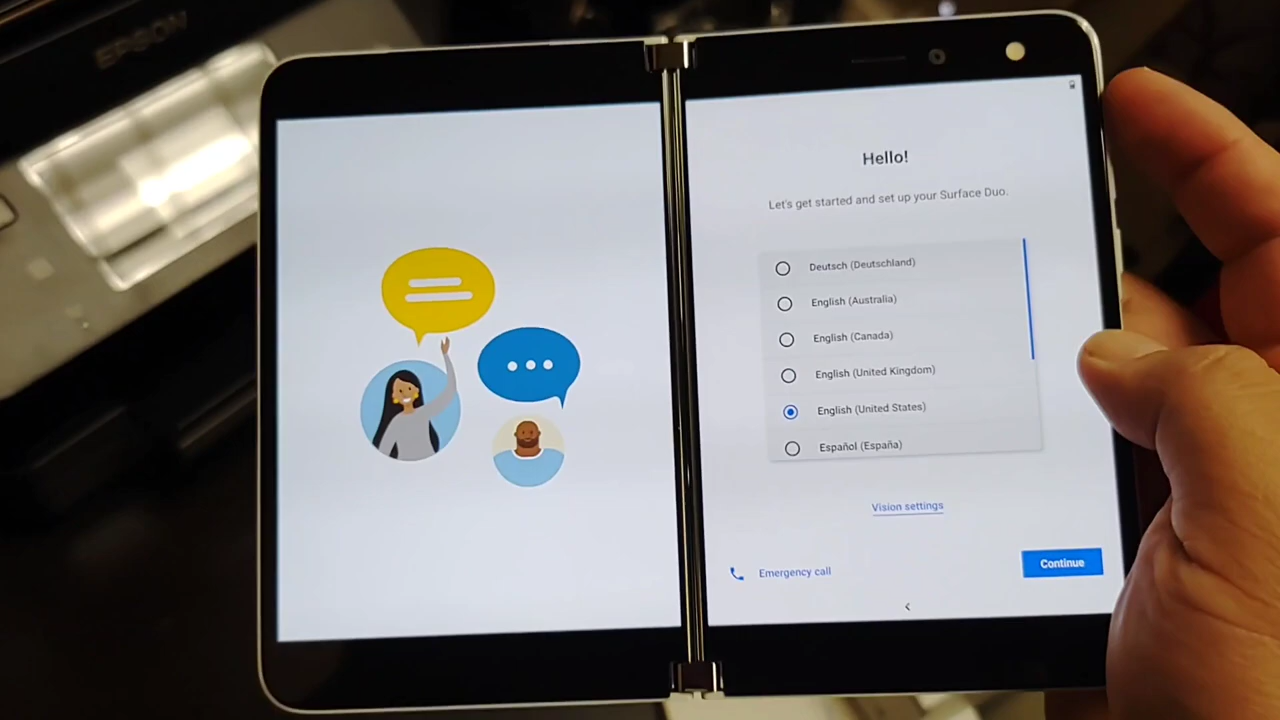 EPSON
Hello!
Let's get started and set up your Surface Duo.
Deutsch (Deutschland)
English (Australia)
English (Canada)
English (United Kingdom)
English (United States)
Español (España)
Vision settings
Emergency call
Continue